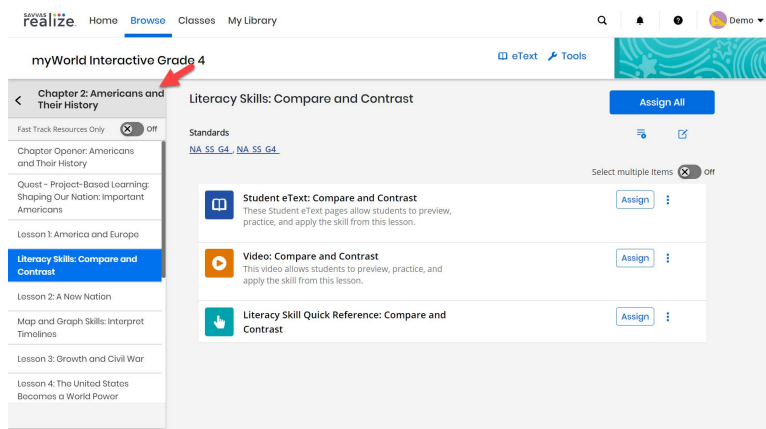 SAVVAS
realize.
Home Browse Classes My Library
Demo
myWorld Interactive Grade 4
eText Tools
Chapter 2: Americans and
Their History
Fast Track Resources Only Off
Chapter Opener: Americans
and Their History
Quest - Project-Based Learning:
Shaping Our Nation: Important
Americans
Lesson 1: America and Europe
Literacy Skills: Compare and
Contrast
Lesson 2: A New Nation
Map and Graph Skills: Interpret
Timelines
Lesson 3: Growth and Civil War
Lesson 4: The United States
Becomes a World Power
Literacy Skills: Compare and Contrast
Assign All
Standards
NA SS G4 , NA SS G4
Select multiple Items Off
Student eText: Compare and Contrast
These Student eText pages allow students to preview,
practice, and apply the skill from this lesson.
Assign
Video: Compare and Contrast
This video allows students to preview, practice, and
apply the skill from this lesson.
Assign
Literacy Skill Quick Reference: Compare and
Contrast
Assign